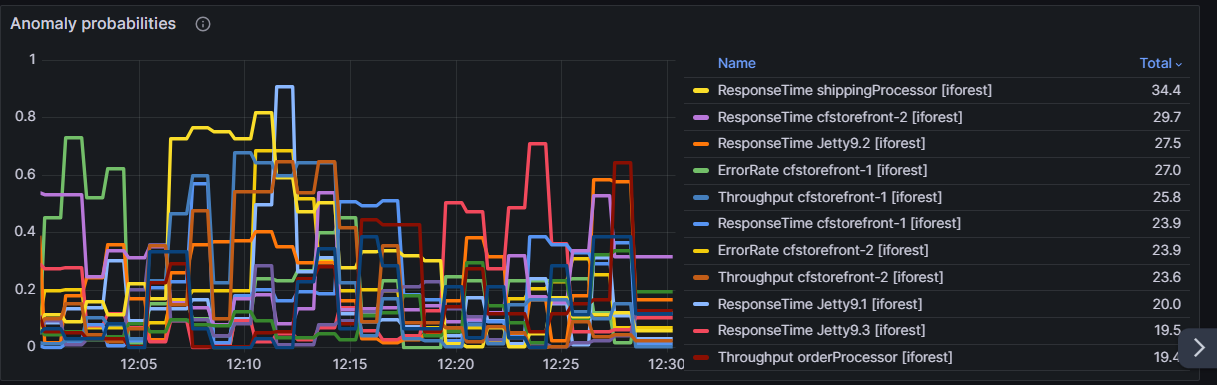 Anomaly probabilities
1
0.8
0.6
0.4
0.2
0
12:05 12:10 12:15 12:20 12:25 12:30
Name Total
ResponseTime shippingProcessor [iforest] 34.4
ResponseTime cfstorefront-2 [iforest] 29.7
ResponseTime Jetty9.2 [iforest] 27.5
ErrorRate cfstorefront-1 [iforest] 27.0
Throughput cfstorefront-1 [iforest] 25.8
ResponseTime cfstorefront-1 [iforest] 23.9
ErrorRate cfstorefront-2 [iforest] 23.9
Throughput cfstorefront-2 [iforest] 23.6
ResponseTime Jetty9.1 [iforest] 20.0
ResponseTime Jetty9.3 [iforest] 19.5
Throughput orderProcessor [iforest] 19.4